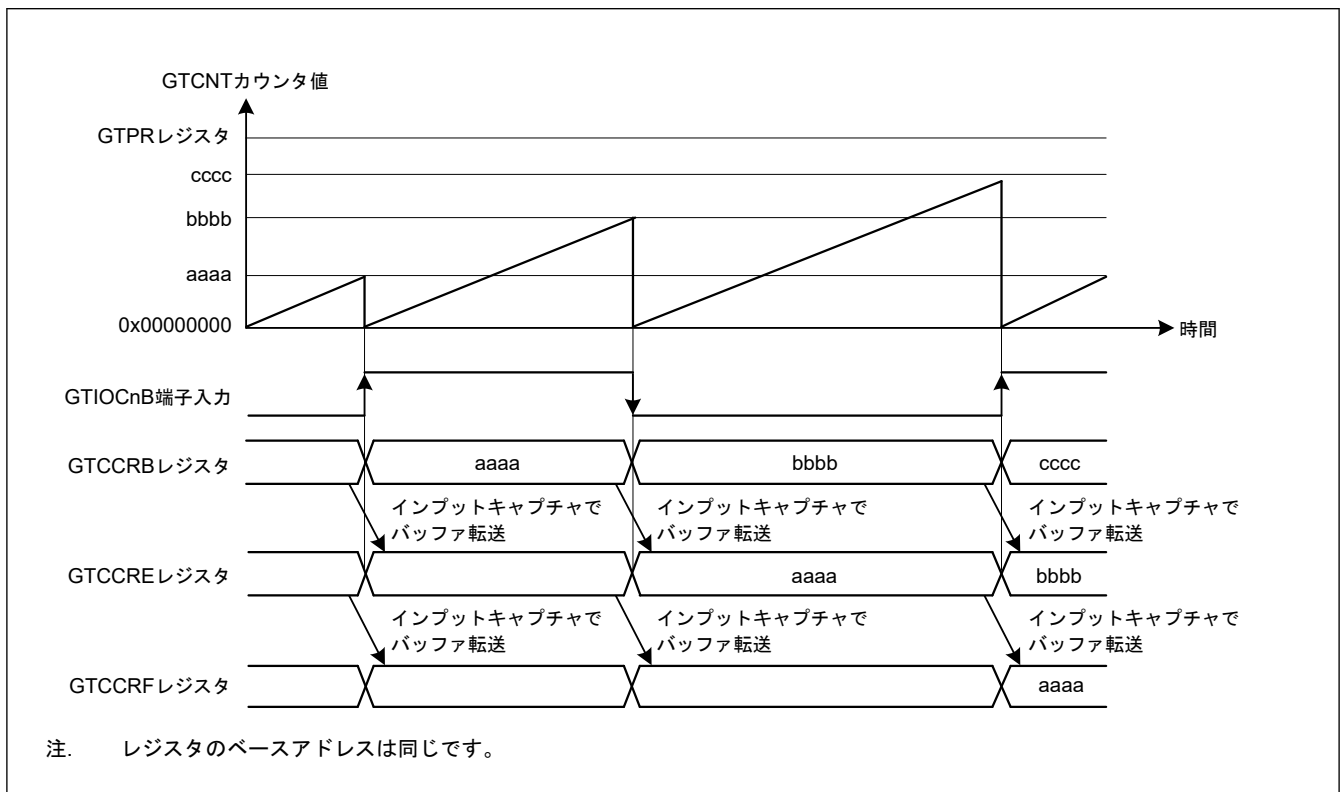 GTCNTカウンタ値
GTPRレジスタ
cccc
bbbb
aaaa
0x00000000
時間
GTIOCnB端子入力
GTCCRBレジスタ
aaaa
bbbb
cccc
インプットキャプチャで
バッファ転送
インプットキャプチャで
バッファ転送
インプットキャプチャで
バッファ転送
GTCCREレジスタ
aaaa
bbbb
インプットキャプチャで
バッファ転送
インプットキャプチャで
バッファ転送
インプットキャプチャで
バッファ転送
GTCCRFレジスタ
aaaa
注. レジスタのベースアドレスは同じです。